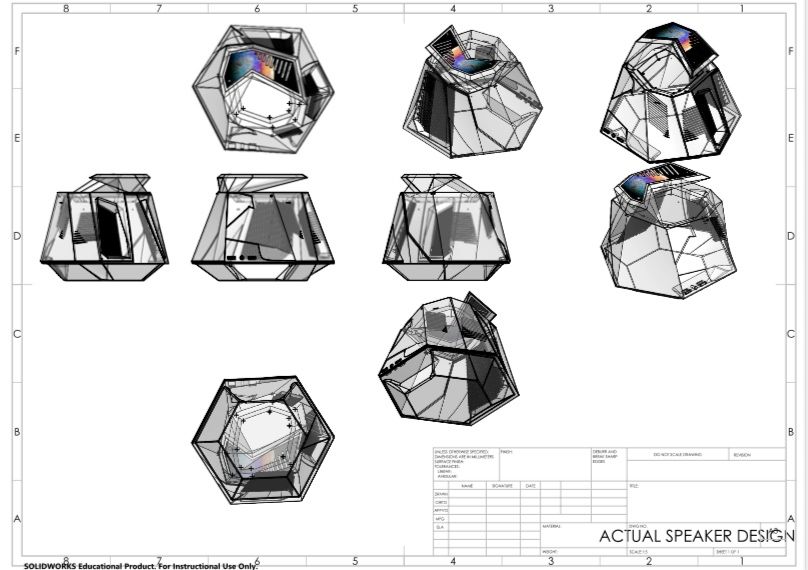 8 7 6 5 4 3 2 1
F F
E E
D D
C C
B B
A A
UNLESS OTHERWISE SPECIFIED:
DIMENSIONS ARE IN MILLIMETERS
SURFACE FINISH:
TOLERANCES:
LINEAR:
ANGULAR:
FINISH:
DEBURR AND
BREAK SHARP
EDGES
DO NOT SCALE DRAWING
REVISION
NAME SIGNATURE DATE
TITLE:
DRAWN
CHK'D
APPV'D
MFG
Q.A
MATERIAL:
DWG NO.
ACTUAL SPEAKER DESIGN
WEIGHT:
SCALE:1:5
SHEET 1 OF 1
8 7 6 5 4 3 2 1
SOLIDWORKS Educational Product. For Instructional Use Only.